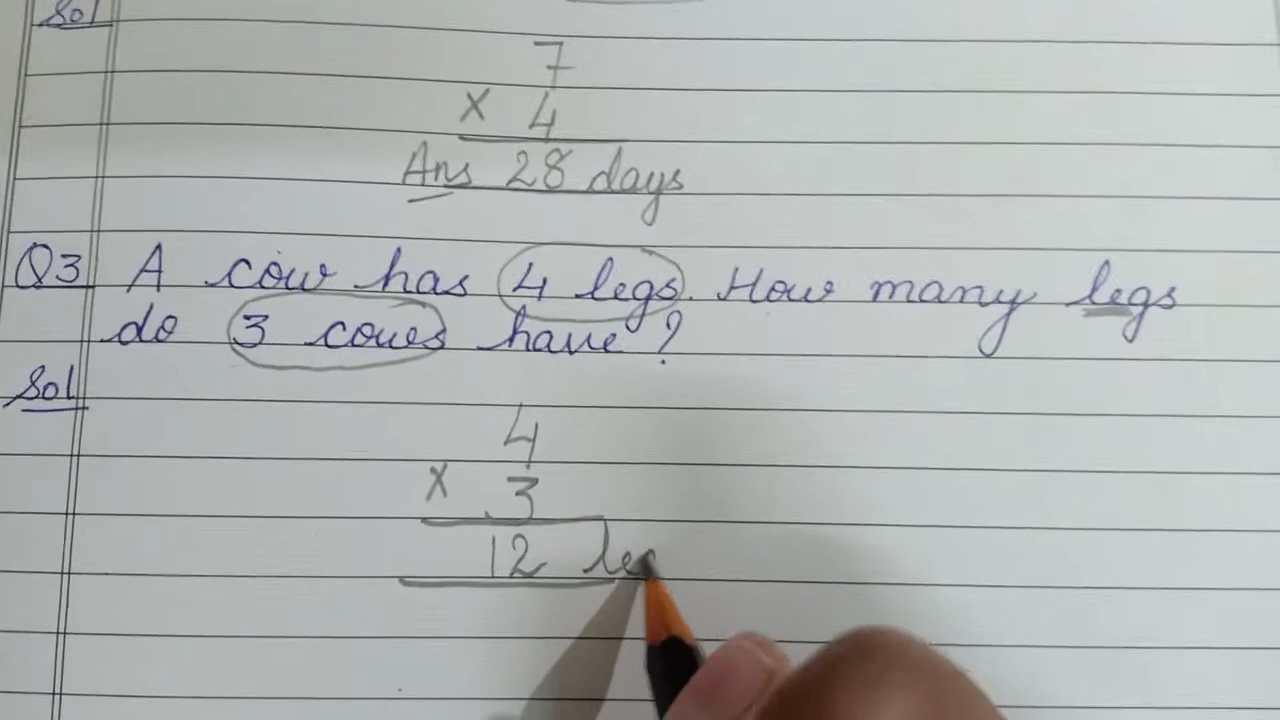 Sol
7
x 4
Ans 28 days
Q3 A cow has 4 legs. How many legs
do 3 cows have?
Sol
4
x 3
12 leg